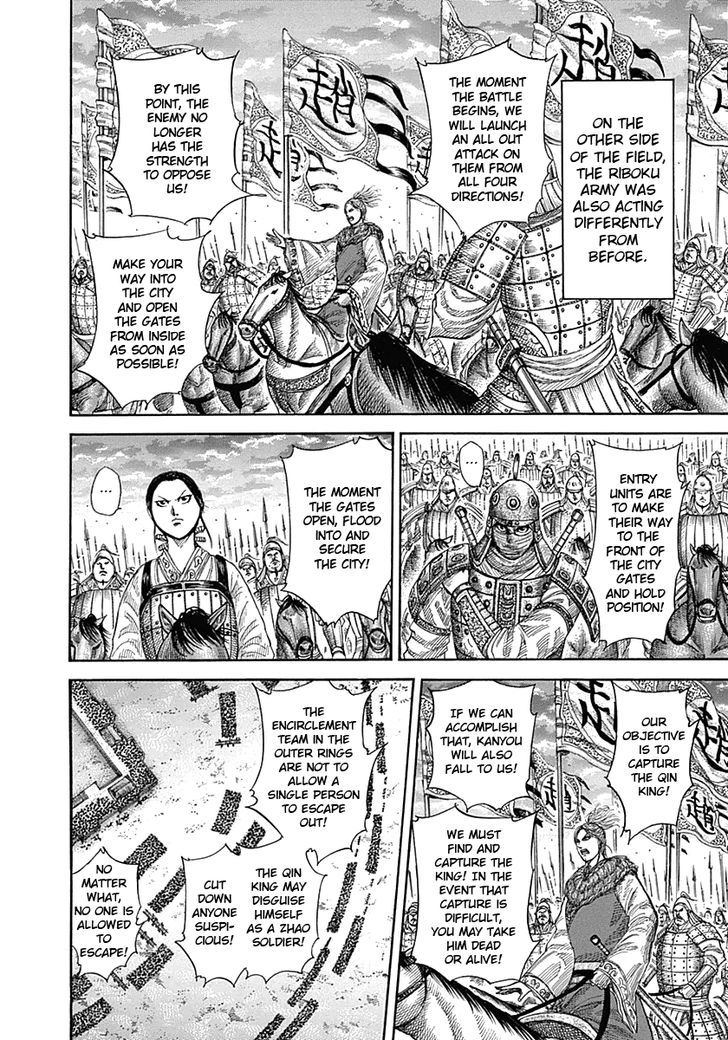 ON THE
OTHER SIDE
OF THE FIELD,
THE RIBOKU
ARMY WAS
ALSO ACTING
DIFFERENTLY
FROM
BEFORE.
THE MOMENT
THE BATTLE
BEGINS, WE
WILL LAUNCH
AN ALL OUT
ATTACK ON
THEM FROM
ALL FOUR
DIRECTIONS!
BY THIS
POINT, THE
ENEMY NO
LONGER
HAS THE
STRENGTH
TO OPPOSE
US!
MAKE YOUR
WAY INTO
THE CITY
AND OPEN
THE GATES
FROM INSIDE
AS SOON AS
POSSIBLE!
趙
趙
趙
ENTRY
UNITS ARE
TO MAKE
THEIR WAY
TO THE
FRONT OF
THE CITY
GATES
AND HOLD
POSITION!
...
THE MOMENT
THE GATES
OPEN, FLOOD
INTO AND
SECURE
THE CITY!
...
OUR
OBJECTIVE
IS TO
CAPTURE
THE QIN
KING!
IF WE CAN
ACCOMPLISH
THAT, KANYOU
WILL ALSO
FALL TO US!
WE MUST
FIND AND
CAPTURE THE
KING! IN THE
EVENT THAT
CAPTURE IS
DIFFICULT,
YOU MAY TAKE
HIM DEAD
OR ALIVE!
趙
趙
THE
ENCIRCLEMENT
TEAM IN THE
OUTER RINGS
ARE NOT TO
ALLOW A
SINGLE PERSON
TO ESCAPE
OUT!
THE QIN
KING MAY
DISGUISE
HIMSELF
AS A ZHAO
SOLDIER!
CUT
DOWN
ANYONE
SUSPI-
CIOUS!
NO
MATTER
WHAT,
NO ONE IS
ALLOWED
TO
ESCAPE!